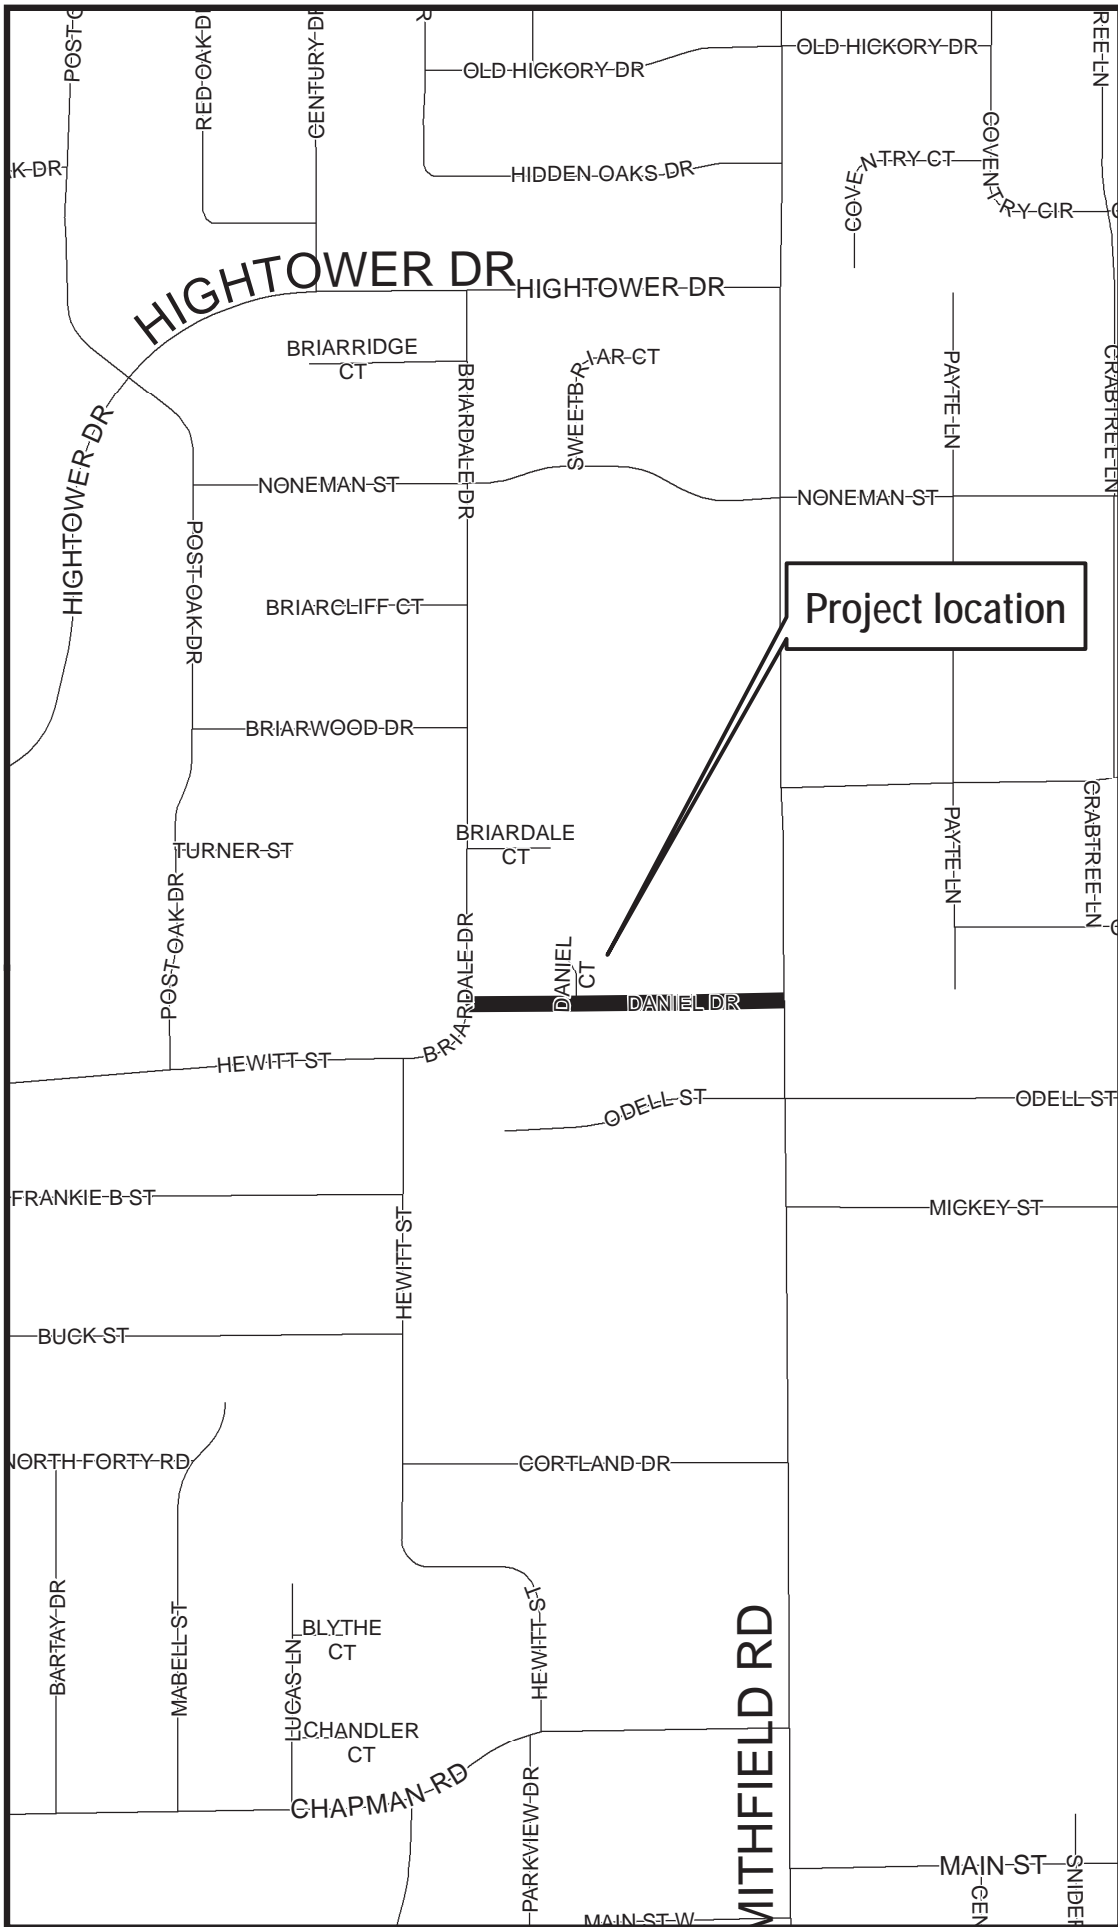 POST
RED OAK D
CENTURY D
R
OLD HICKORY DR
OLD HICKORY DR
REE LN
K DR
HIDDEN OAKS DR
COVENTRY CT
COVENTRY CIR
HIGHTOWER DR
HIGHTOWER DR
BRIARRIDGE
CT
SWEETBRIAR CT
BRIARDALE DR
PAYTE LN
CRABTREE LN
HIGHTOWER DR
NONEMAN ST
NONEMAN ST
POST OAK DR
BRIARCLIFF CT
Project location
BRIARWOOD DR
BRIARDALE
CT
TURNER ST
PAYTE LN
CRABTREE LN
POST OAK DR
BRIARDALE DR
DANIEL
CT
DANIEL DR
BRIARDALE DR
HEWITT ST
ODELL ST
ODELL ST
FRANKIE B ST
MICKEY ST
HEWITT ST
BUCK ST
NORTH FORTY RD
CORTLAND DR
BARTAY DR
MABELL ST
LUCAS LN
BLYTHE
CT
HEWITT ST
CHANDLER
CT
MITHFIELD RD
CHAPMAN RD
PARKVIEW DR
MAIN ST
CEN
SNIDER
MAIN ST W